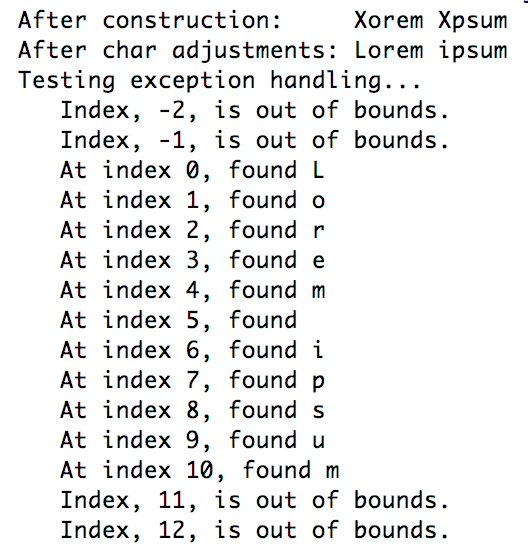 After construction:     Xorem Xpsum
After char adjustments: Lorem ipsum
Testing exception handling...
   Index, -2, is out of bounds.
   Index, -1, is out of bounds.
   At index 0, found L
   At index 1, found o
   At index 2, found r
   At index 3, found e
   At index 4, found m
   At index 5, found
   At index 6, found i
   At index 7, found p
   At index 8, found s
   At index 9, found u
   At index 10, found m
   Index, 11, is out of bounds.
   Index, 12, is out of bounds.